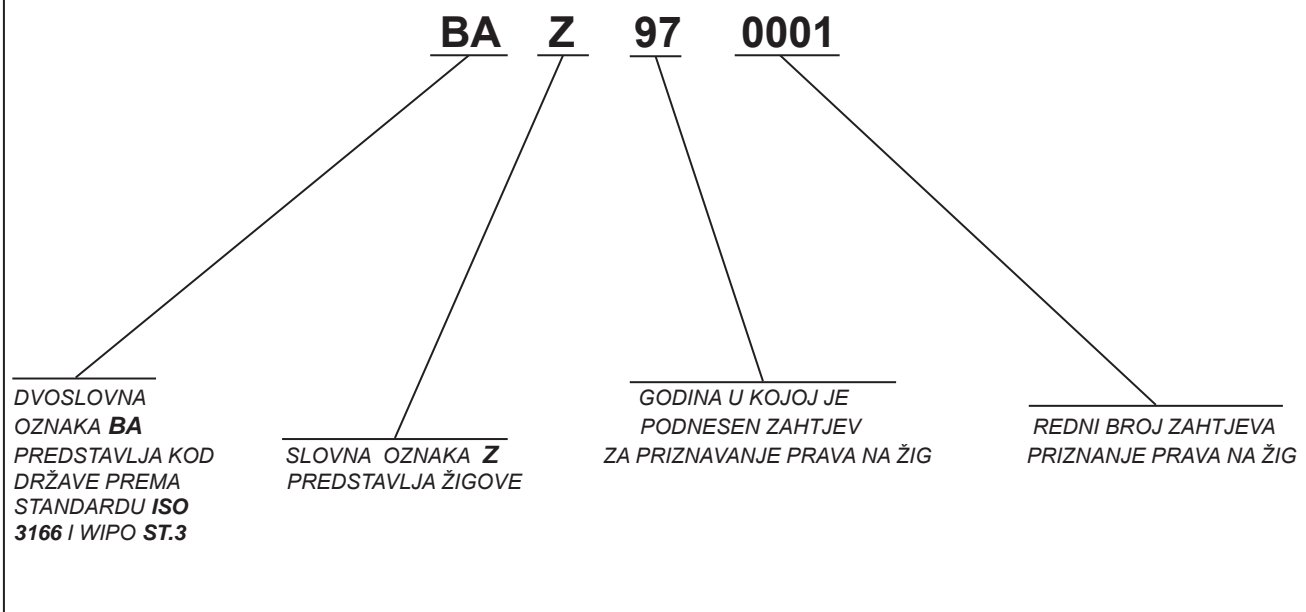 BA Z 97 0001
DVOSLOVNA
OZNAKA BA
PREDSTAVLJA KOD
DRŽAVE PREMA
STANDARDU ISO
3166 I WIPO ST.3
SLOVNA OZNAKA Z
PREDSTAVLJA ŽIGOVE
GODINA U KOJOJ JE
PODNESEN ZAHTJEV
ZA PRIZNAVANJE PRAVA NA ŽIG
REDNI BROJ ZAHTJEVA
PRIZNANJE PRAVA NA ŽIG